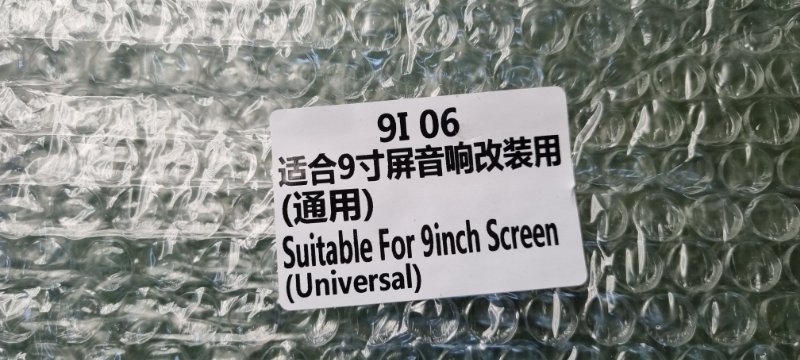 9I 06
适合9寸屏音响改装用
(通用)
Suitable For 9inch Screen
(Universal)